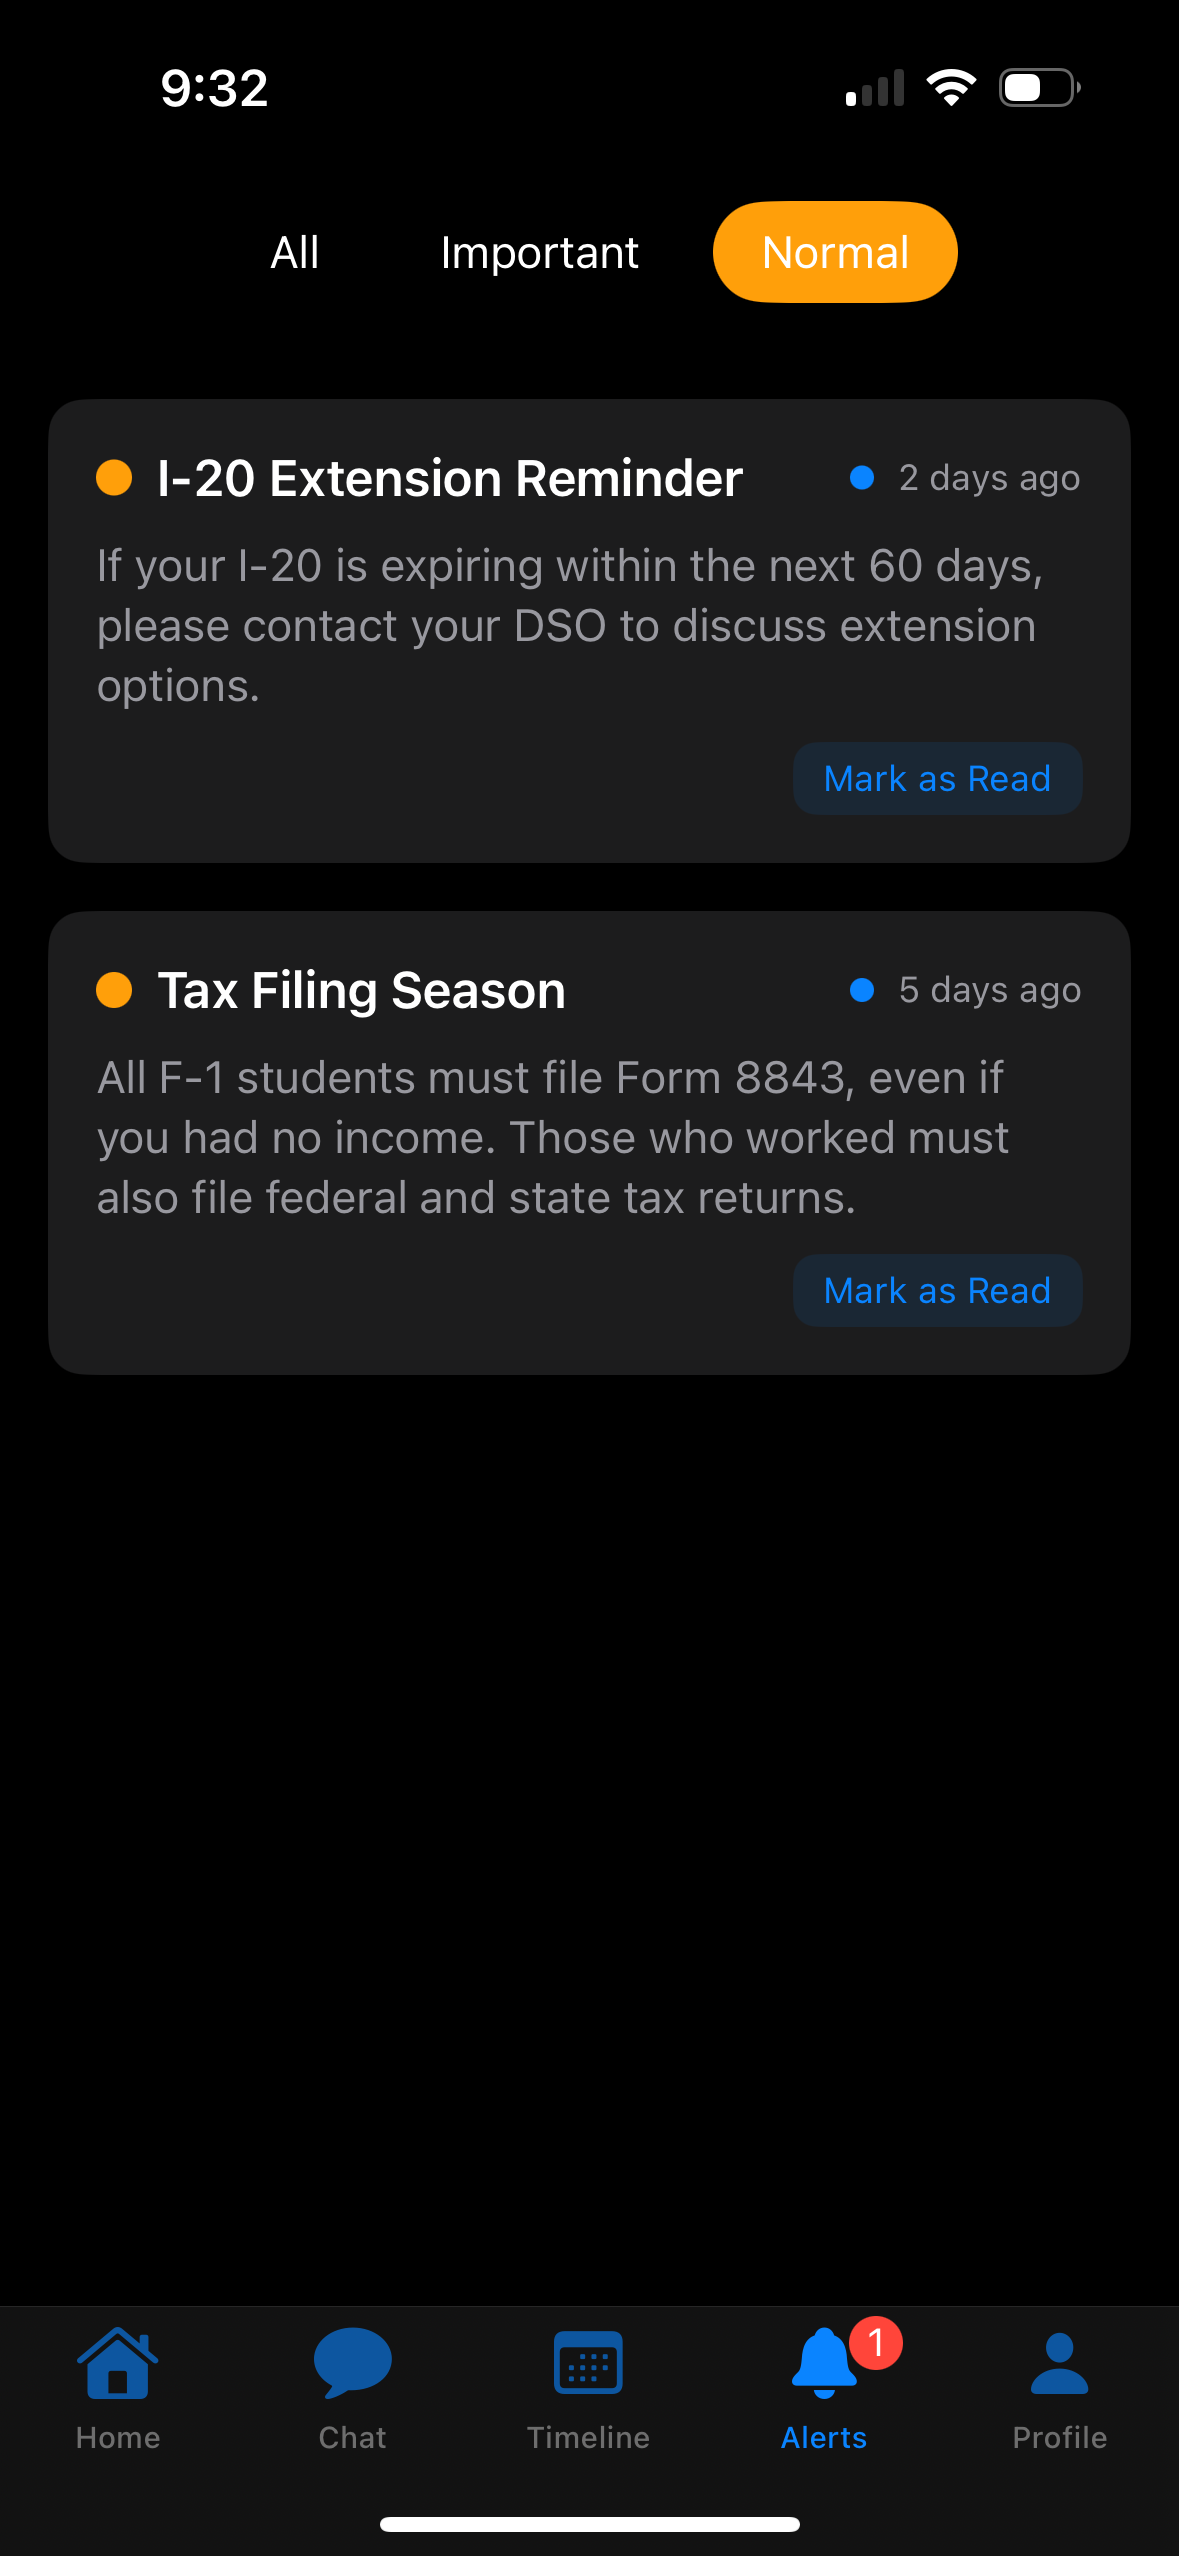 9:32
All
Important
Normal
I-20 Extension Reminder
2 days ago
If your I-20 is expiring within the next 60 days,
please contact your DSO to discuss extension
options.
Mark as Read
Tax Filing Season
5 days ago
All F-1 students must file Form 8843, even if
you had no income. Those who worked must
also file federal and state tax returns.
Mark as Read
1
Home
Chat
Timeline
Alerts
Profile